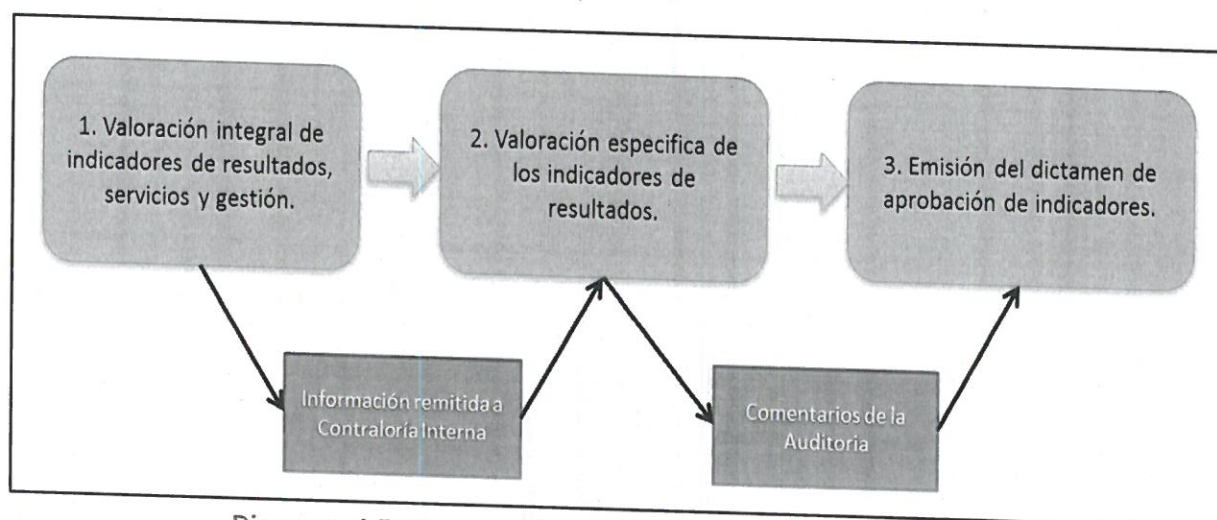 1. Valoración integral de
indicadores de resultados,
servicios y gestión.
2. Valoración especifica de
los indicadores de
resultados.
3. Emisión del dictamen de
aprobación de indicadores.
Información remitida a
Contraloría Interna
Comentarios de la
Auditoria